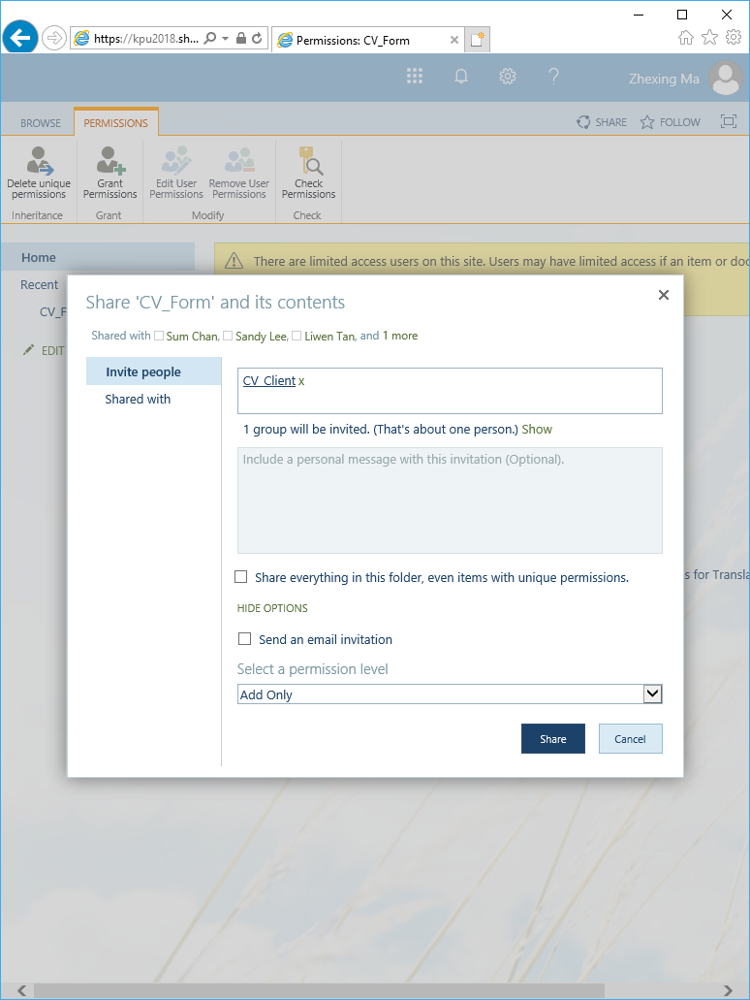 https://kpu2018.sh...
Permissions: CV_Form
Zhexing Ma
BROWSE
PERMISSIONS
SHARE
FOLLOW
Delete unique permissions
Grant Permissions
Edit User Permissions
Remove User Permissions
Check Permissions
Inheritance
Grant
Modify
Check
Home
There are limited access users on this site. Users may have limited access if an item or doc
Recent
CV_F
EDIT
Share 'CV_Form' and its contents
Shared with Sum Chan, Sandy Lee, Liwen Tan, and 1 more
Invite people
Shared with
CV_Client x
1 group will be invited. (That's about one person.) Show
Include a personal message with this invitation (Optional).
Share everything in this folder, even items with unique permissions.
s for Transla
HIDE OPTIONS
Send an email invitation
Select a permission level
Add Only
Share
Cancel